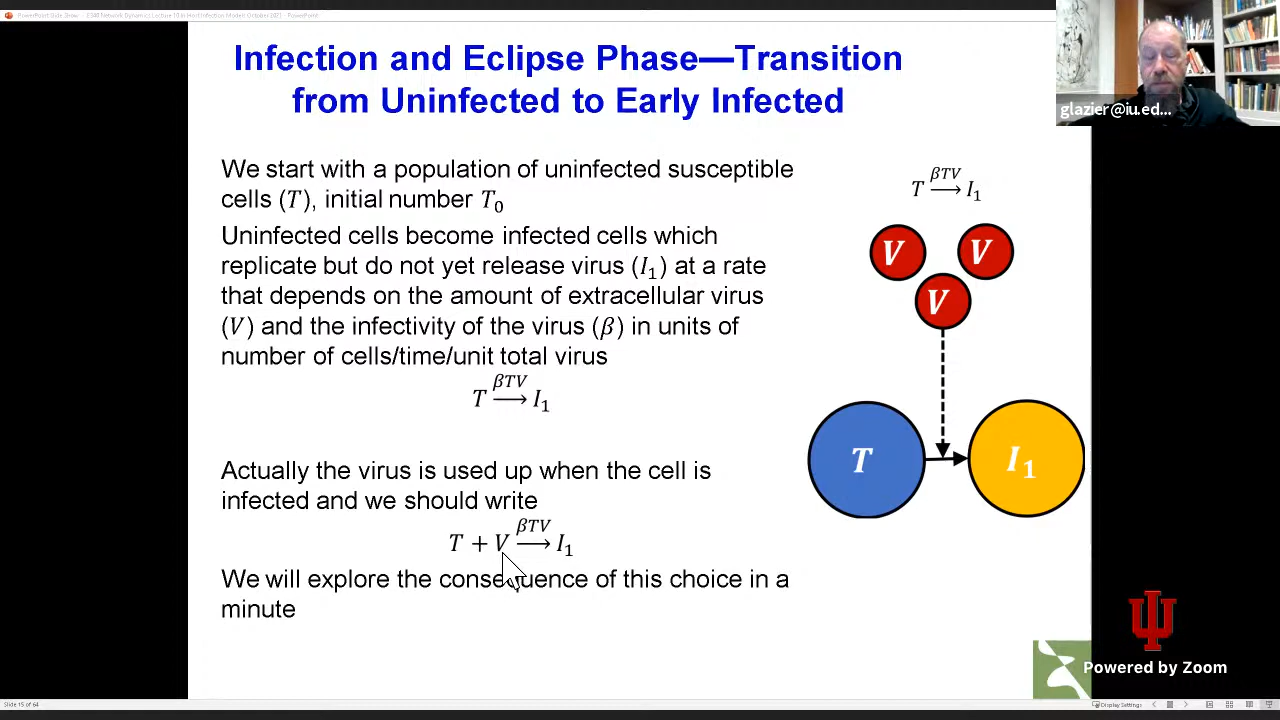 Infection and Eclipse Phase—Transition
from Uninfected to Early Infected
glazier@iu.ed...
We start with a population of uninfected susceptible
cells (T), initial number T₀
Uninfected cells become infected cells which
replicate but do not yet release virus (I₁) at a rate
that depends on the amount of extracellular virus
(V) and the infectivity of the virus (β) in units of
number of cells/time/unit total virus
βTV
T ⟶ I₁
Actually the virus is used up when the cell is
infected and we should write
βTV
T + V ⟶ I₁
We will explore the consequence of this choice in a
minute
βTV
T ⟶ I₁
V
V
V
T
I₁
Powered by Zoom
Slide 15 of 64
Display Settings